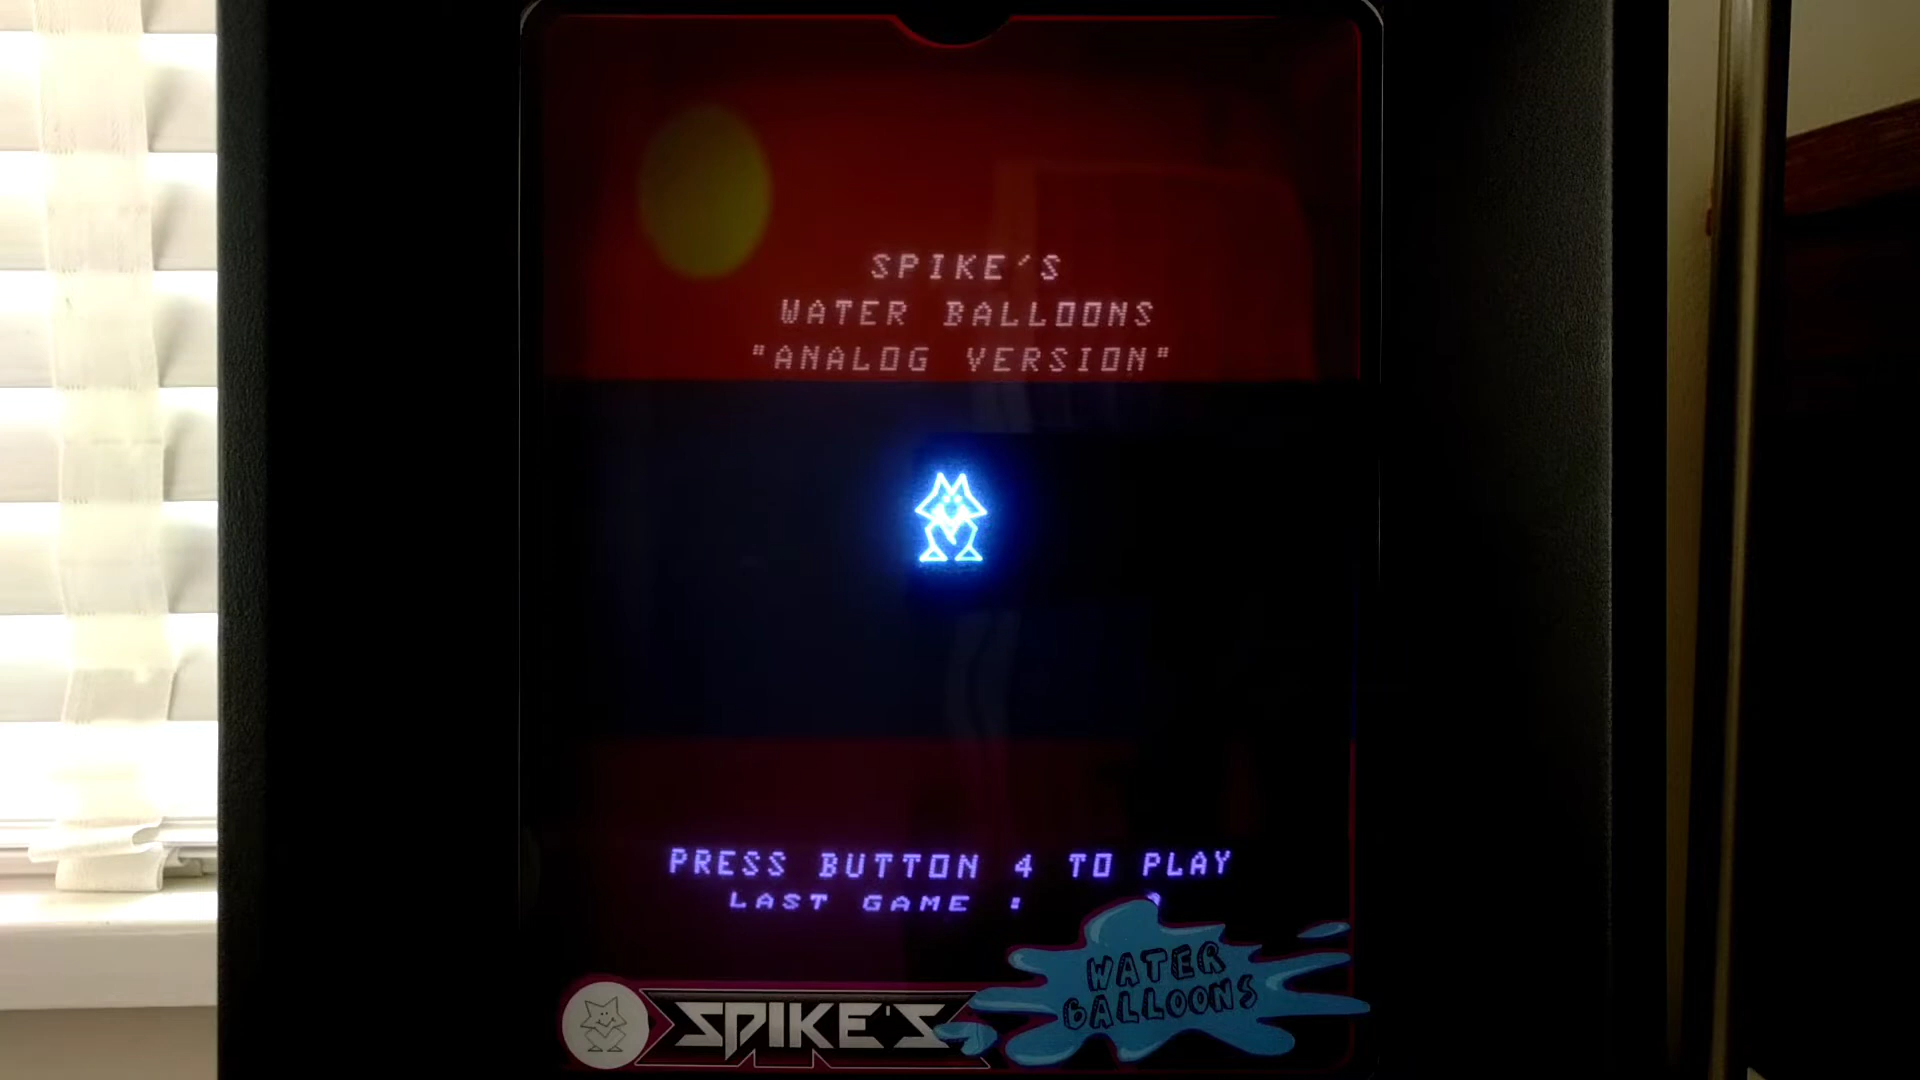 SPIKE'S
WATER BALLOONS
"ANALOG VERSION"
PRESS BUTTON 4 TO PLAY
LAST GAME :
SPIKE'S
WATER
BALLOONS